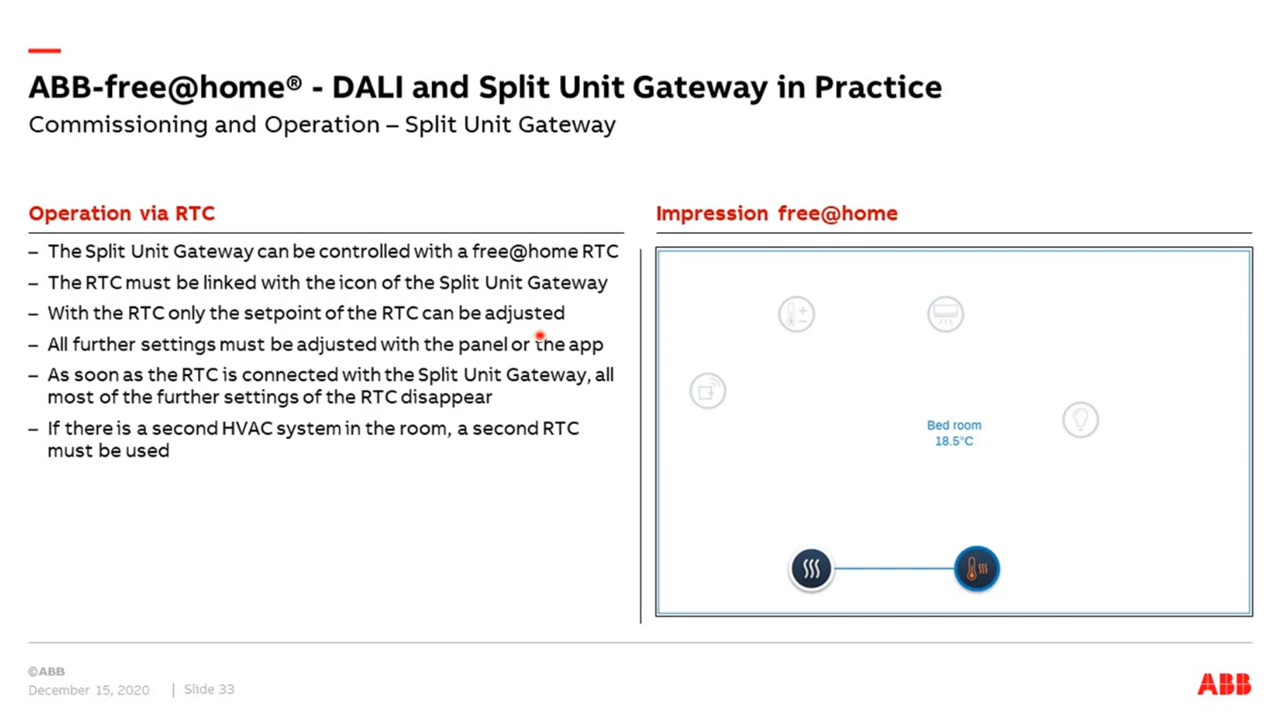 ABB-free@home® - DALI and Split Unit Gateway in Practice
Commissioning and Operation – Split Unit Gateway
Operation via RTC
– The Split Unit Gateway can be controlled with a free@home RTC
– The RTC must be linked with the icon of the Split Unit Gateway
– With the RTC only the setpoint of the RTC can be adjusted
– All further settings must be adjusted with the panel or the app
– As soon as the RTC is connected with the Split Unit Gateway, all
most of the further settings of the RTC disappear
– If there is a second HVAC system in the room, a second RTC
must be used
Impression free@home
Bed room
18.5°C
©ABB
December 15, 2020 | Slide 33
ABB